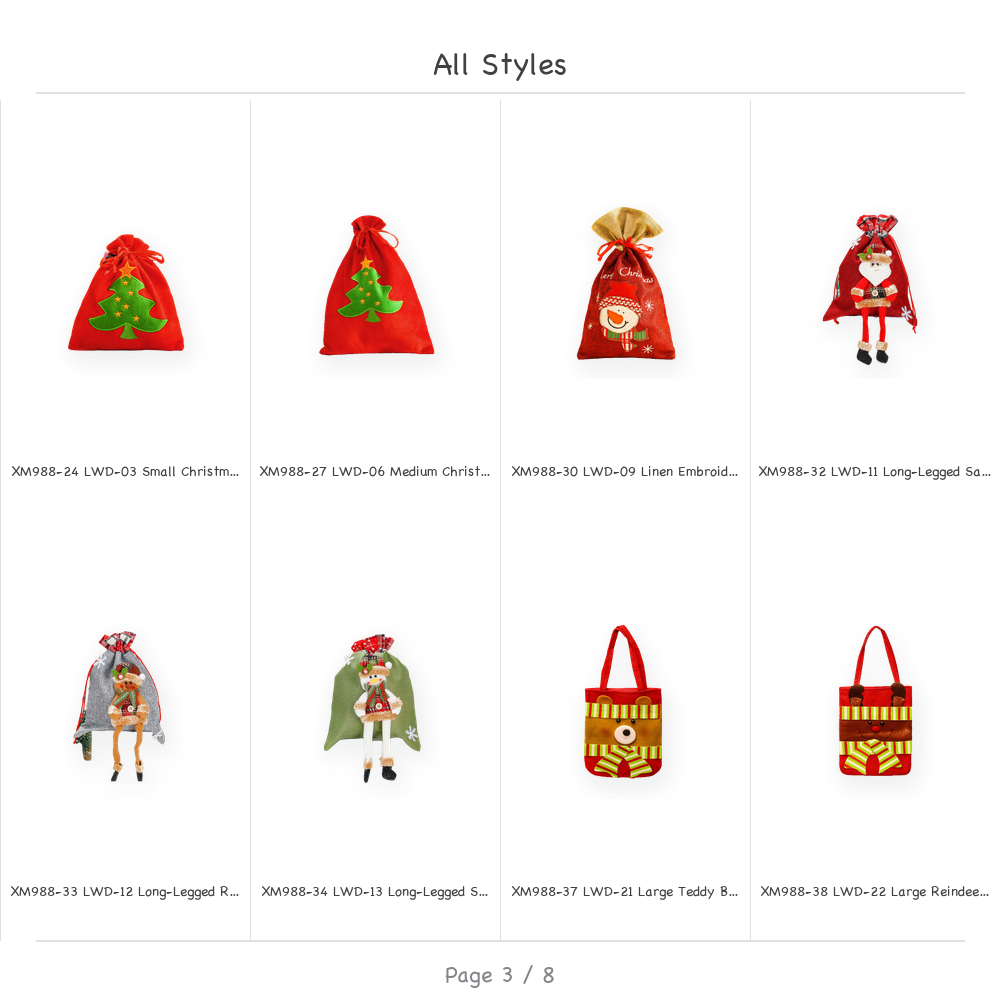 All Styles
Merry Christmas
XM988-24 LWD-03 Small Christm...
XM988-27 LWD-06 Medium Christ...
XM988-30 LWD-09 Linen Embroid...
XM988-32 LWD-11 Long-Legged Sa...
XM988-33 LWD-12 Long-Legged R...
XM988-34 LWD-13 Long-Legged S...
XM988-37 LWD-21 Large Teddy B...
XM988-38 LWD-22 Large Reindee...
Page 3 / 8